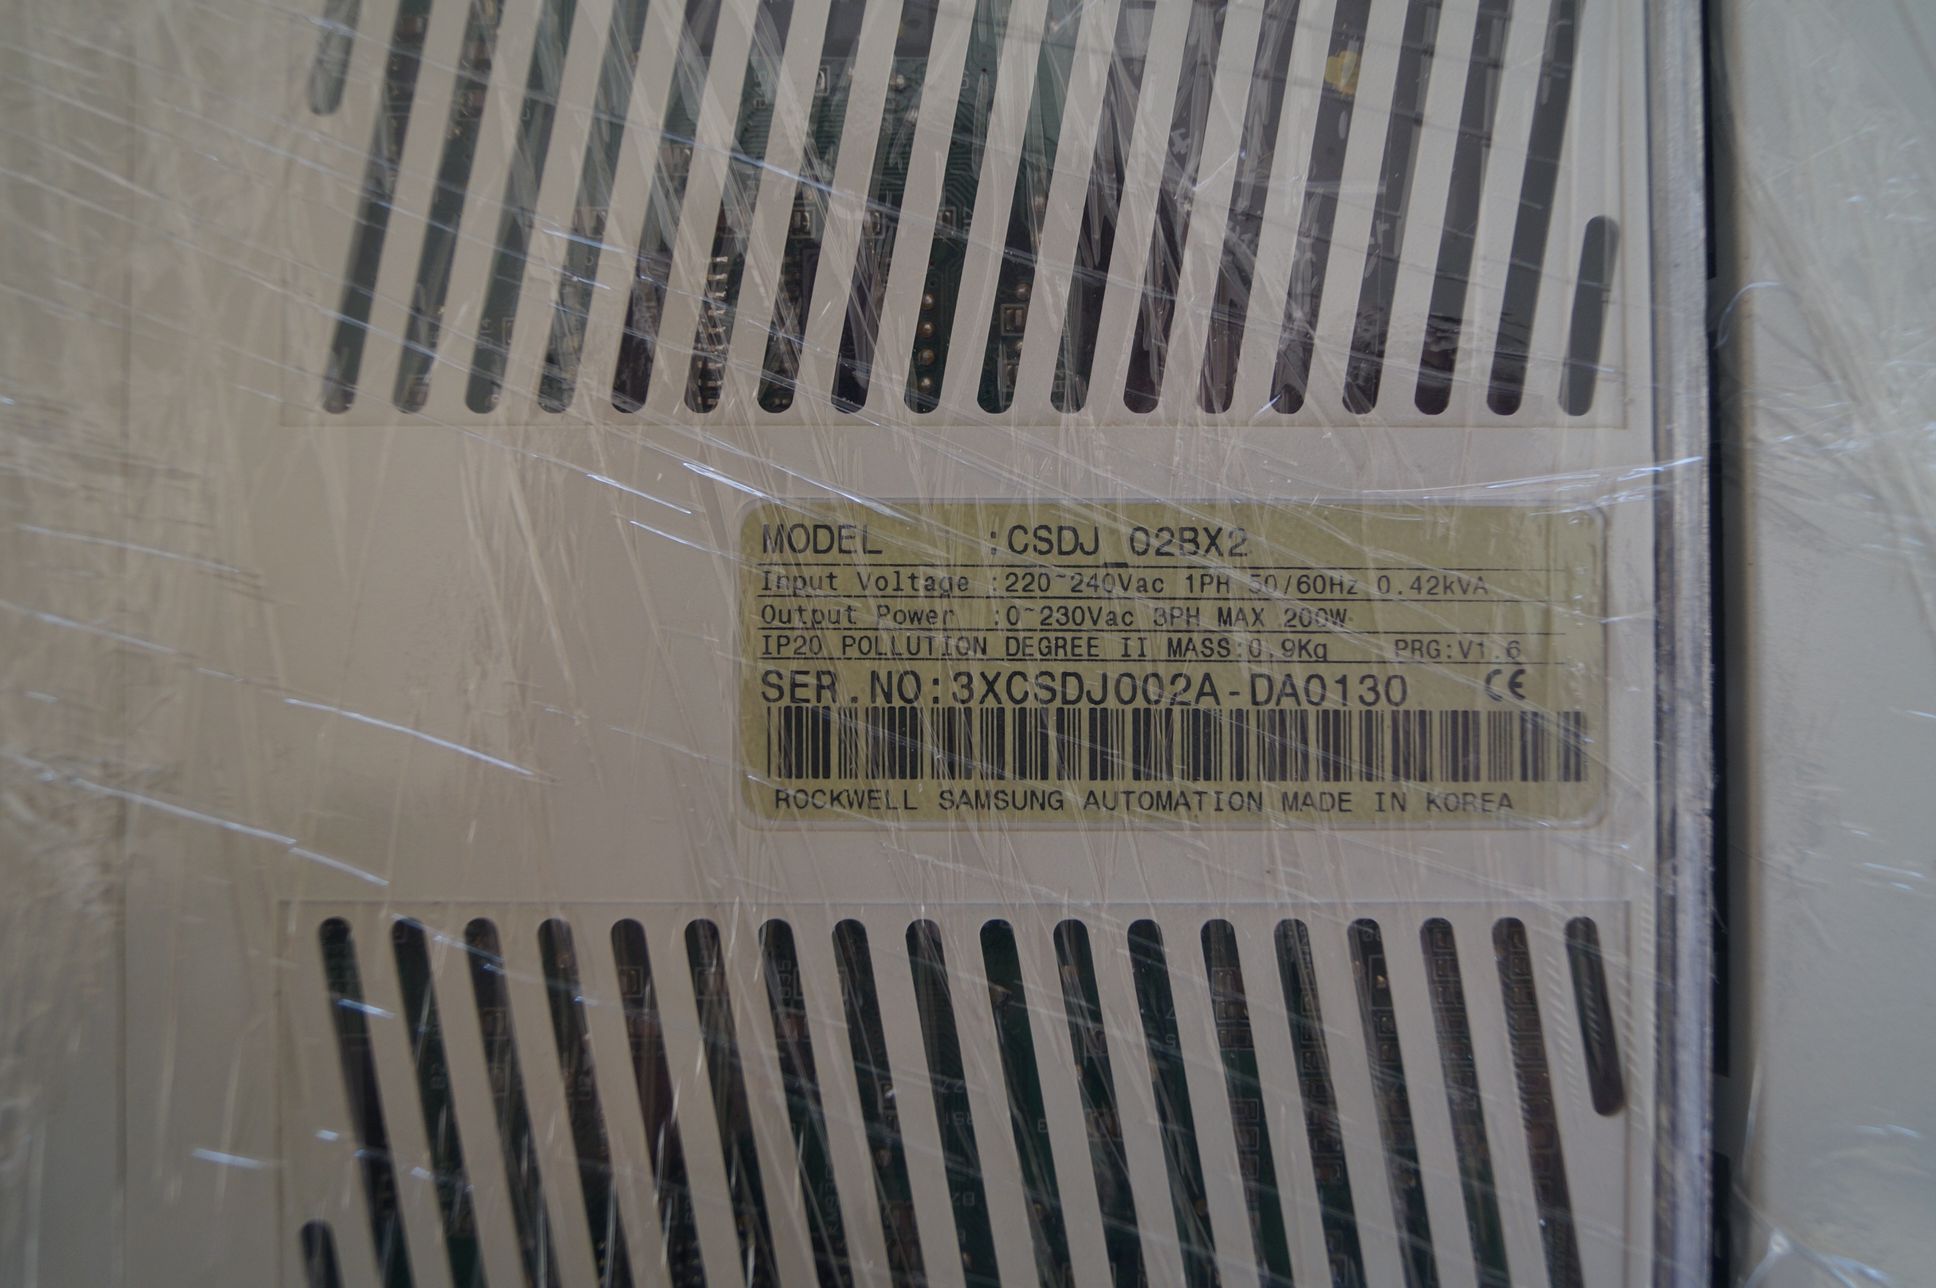 MODEL :CSDJ 02BX2
Input Voltage :220~240Vac 1PH 50/60Hz 0.42kVA
Output Power :0~230Vac 3PH MAX 200W
IP20 POLLUTION DEGREE II MASS:0.9Kg PRG:V1.6
SER.NO:3XCSDJ002A-DA0130 CE
ROCKWELL SAMSUNG AUTOMATION MADE IN KOREA